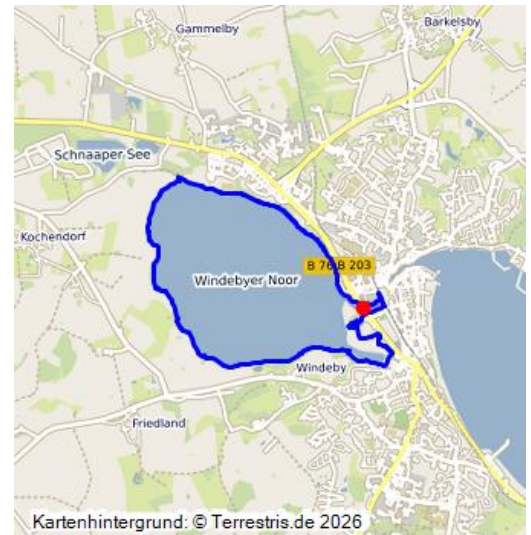 Gammelby
Barkelsby
Schnaaper See
Kochendorf
B 76 B 203
Windebyer Noor
Windeby
Friedland
Kartenhintergrund: © Terrestris.de 2026